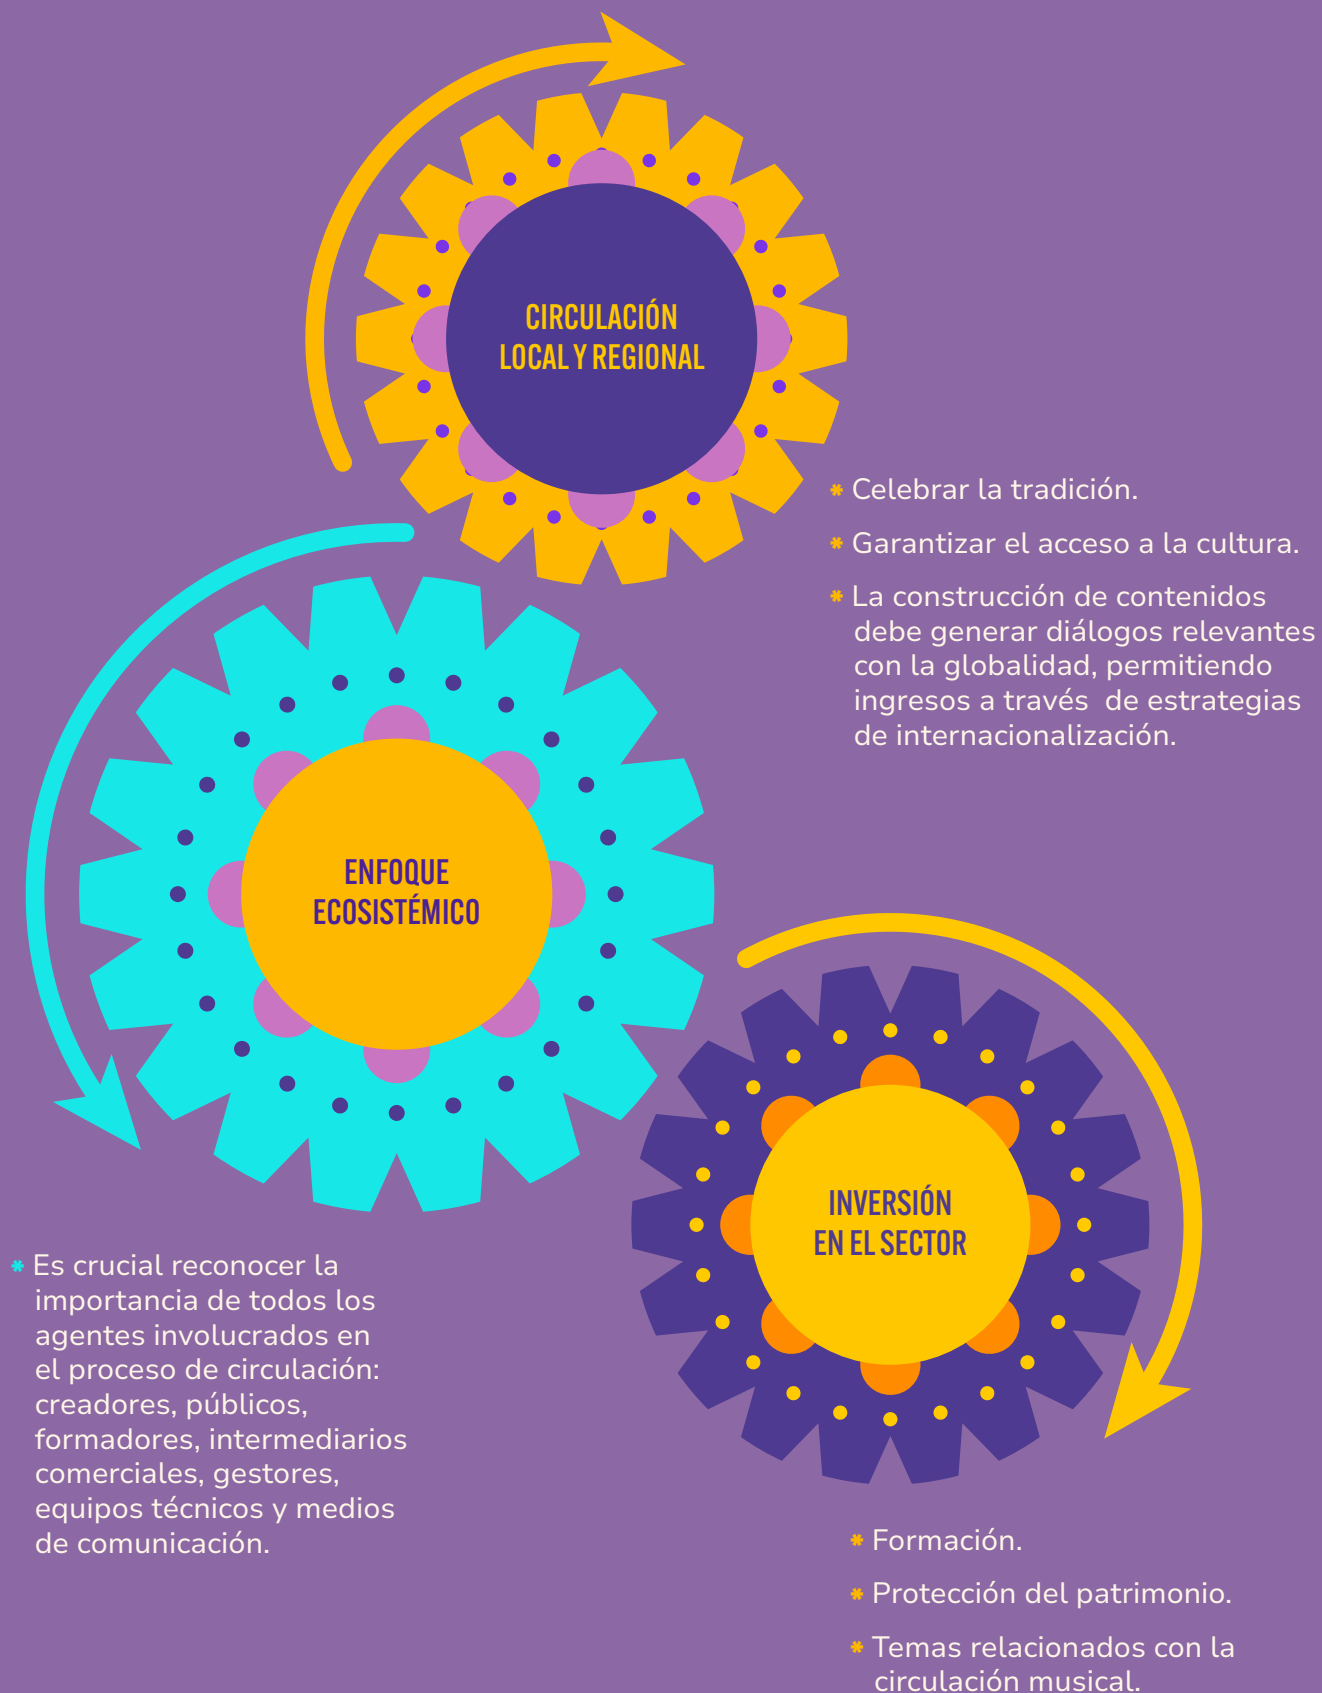 CIRCULACIÓN
LOCAL Y REGIONAL
* Celebrar la tradición.
* Garantizar el acceso a la cultura.
* La construcción de contenidos
debe generar diálogos relevantes
con la globalidad, permitiendo
ingresos a través de estrategias
de internacionalización.
ENFOQUE
ECOSISTÉMICO
* Es crucial reconocer la
importancia de todos los
agentes involucrados en
el proceso de circulación:
creadores, públicos,
formadores, intermediarios
comerciales, gestores,
equipos técnicos y medios
de comunicación.
INVERSIÓN
EN EL SECTOR
* Formación.
* Protección del patrimonio.
* Temas relacionados con la
circulación musical.